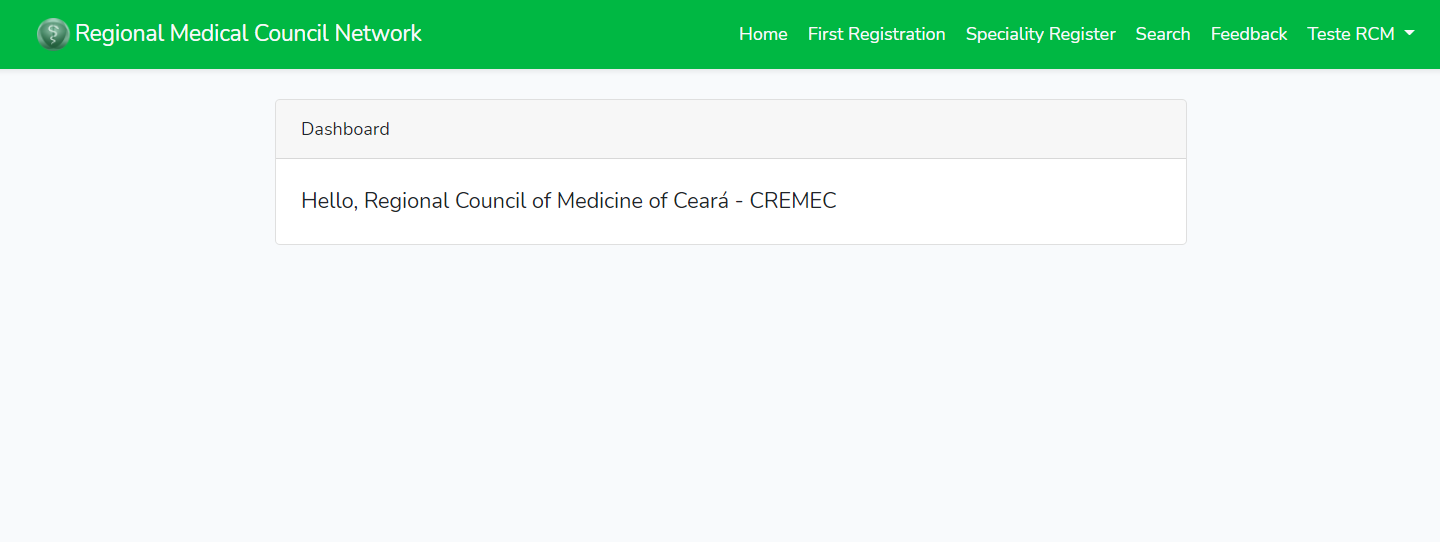 Regional Medical Council Network
Home First Registration Speciality Register Search Feedback Teste RCM
Dashboard
Hello, Regional Council of Medicine of Ceará - CREMEC